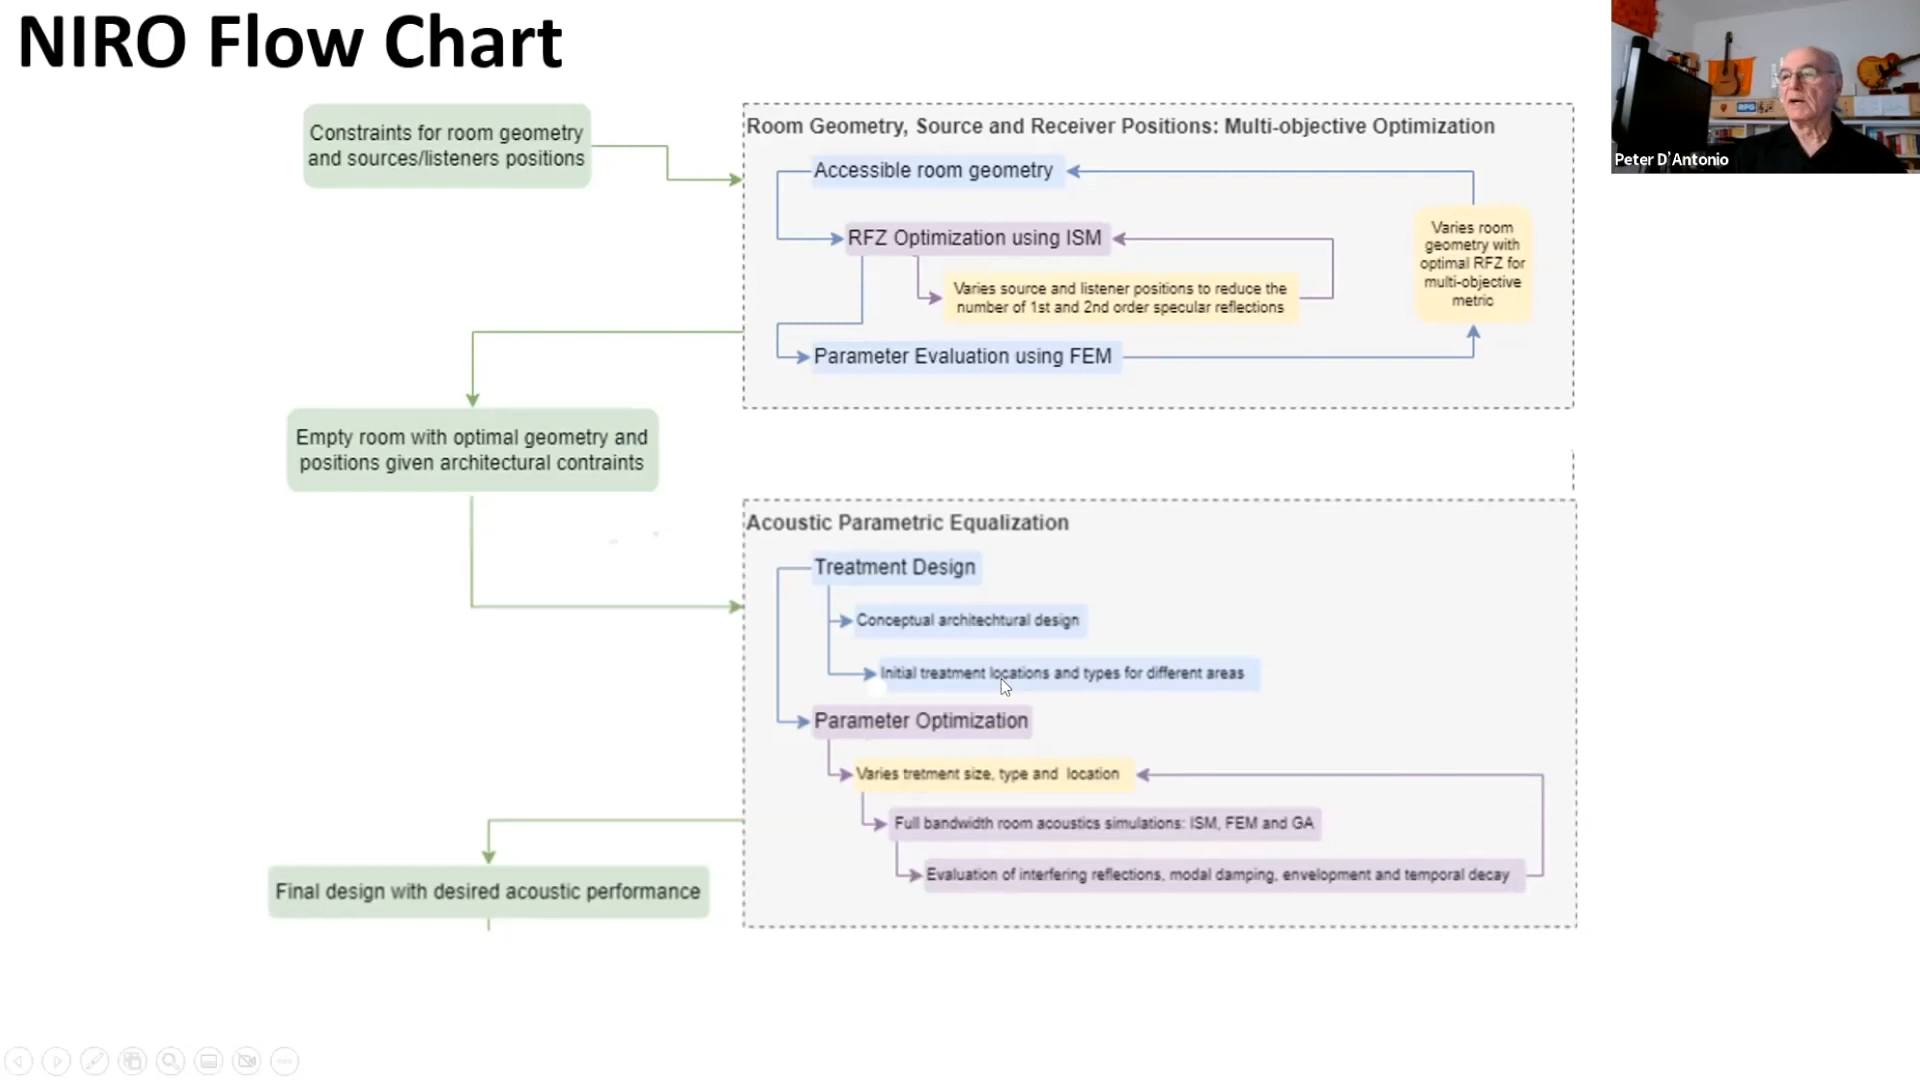 NIRO Flow Chart
Constraints for room geometry
and sources/listeners positions
Room Geometry, Source and Receiver Positions: Multi-objective Optimization
Accessible room geometry
RFZ Optimization using ISM
Varies source and listener positions to reduce the
number of 1st and 2nd order specular reflections
Parameter Evaluation using FEM
Varies room
geometry with
optimal RFZ for
multi-objective
metric
Empty room with optimal geometry and
positions given architectural contraints
Acoustic Parametric Equalization
Treatment Design
Conceptual architechtural design
Initial treatment locations and types for different areas
Parameter Optimization
Varies tretment size, type and location
Full bandwidth room acoustics simulations: ISM, FEM and GA
Evaluation of interfering reflections, modal damping, envelopment and temporal decay
Final design with desired acoustic performance
RFG
Peter D'Antonio